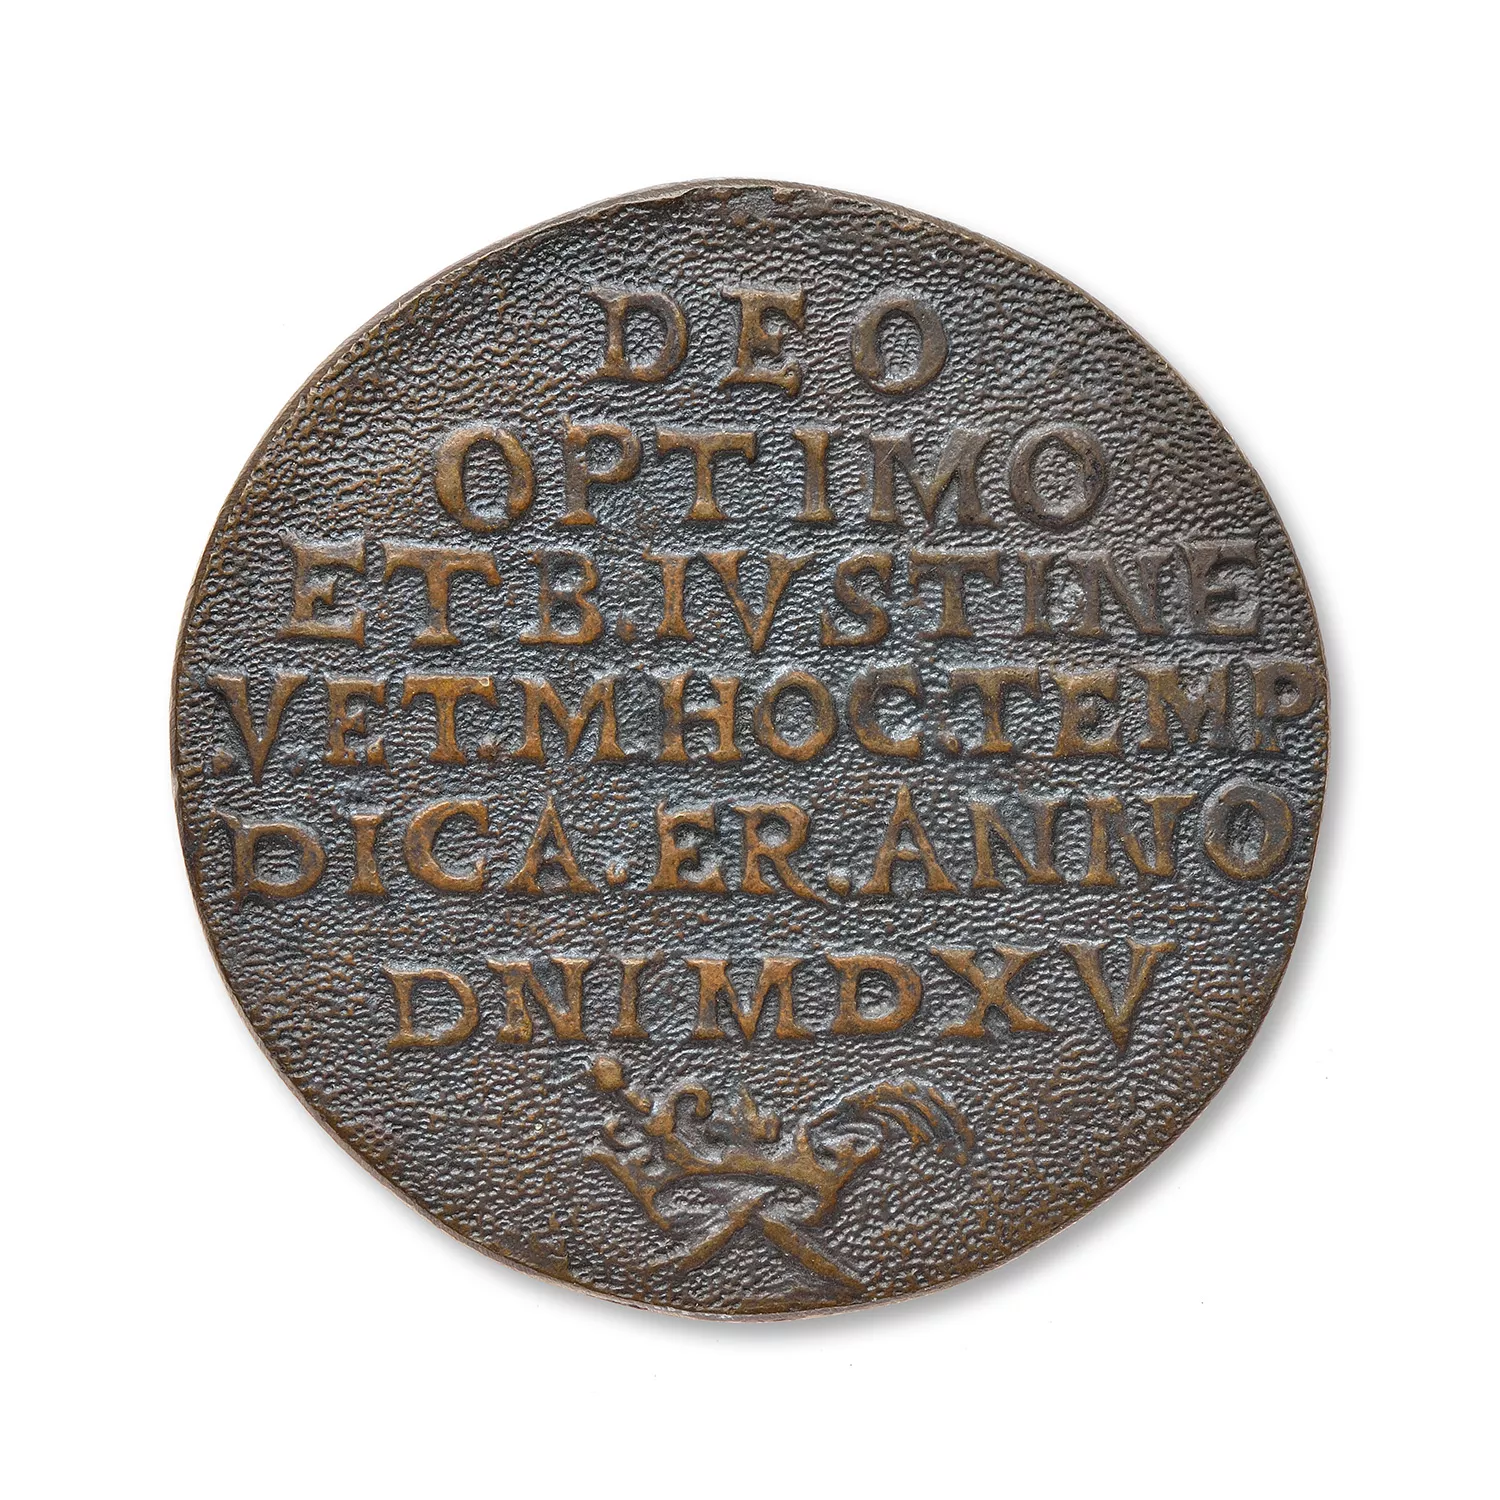 DEO
OPTIMO
ET B.IVSTINE
.V.ET.M HOC.TEMP
DICA.ER.ANNO
DNI MDXV